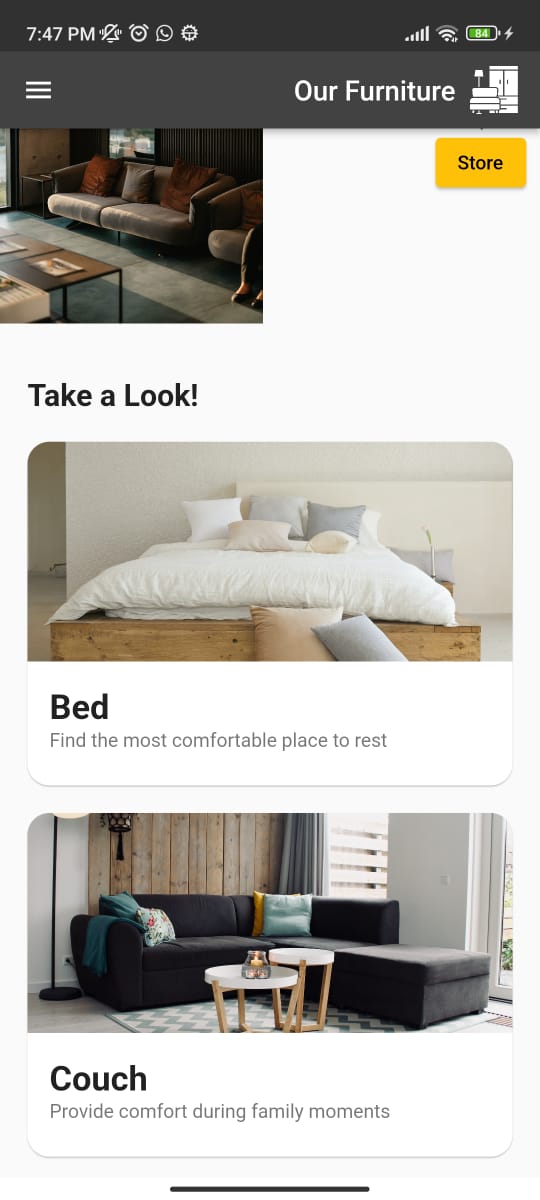 7:47 PM
84
Our Furniture
Store
Take a Look!
Bed
Find the most comfortable place to rest
Couch
Provide comfort during family moments